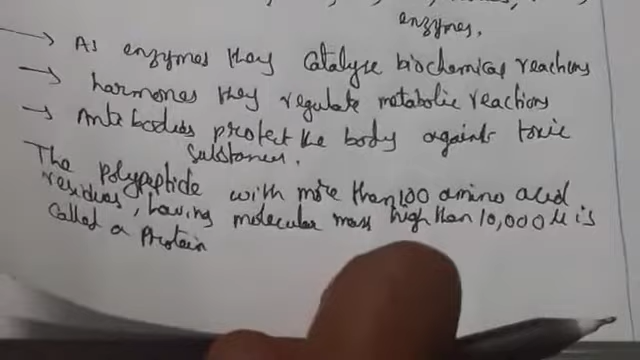 enzymes.
→ As enzymes they Catalyse biochemical reactions
→ harmones they regulate metabolic reactions
→ Antibodies protect the body againts toxic
substances.
The polypeptide with more than 100 amino acid
residues, having molecular mass high than 10,000 u is
Called a Protein